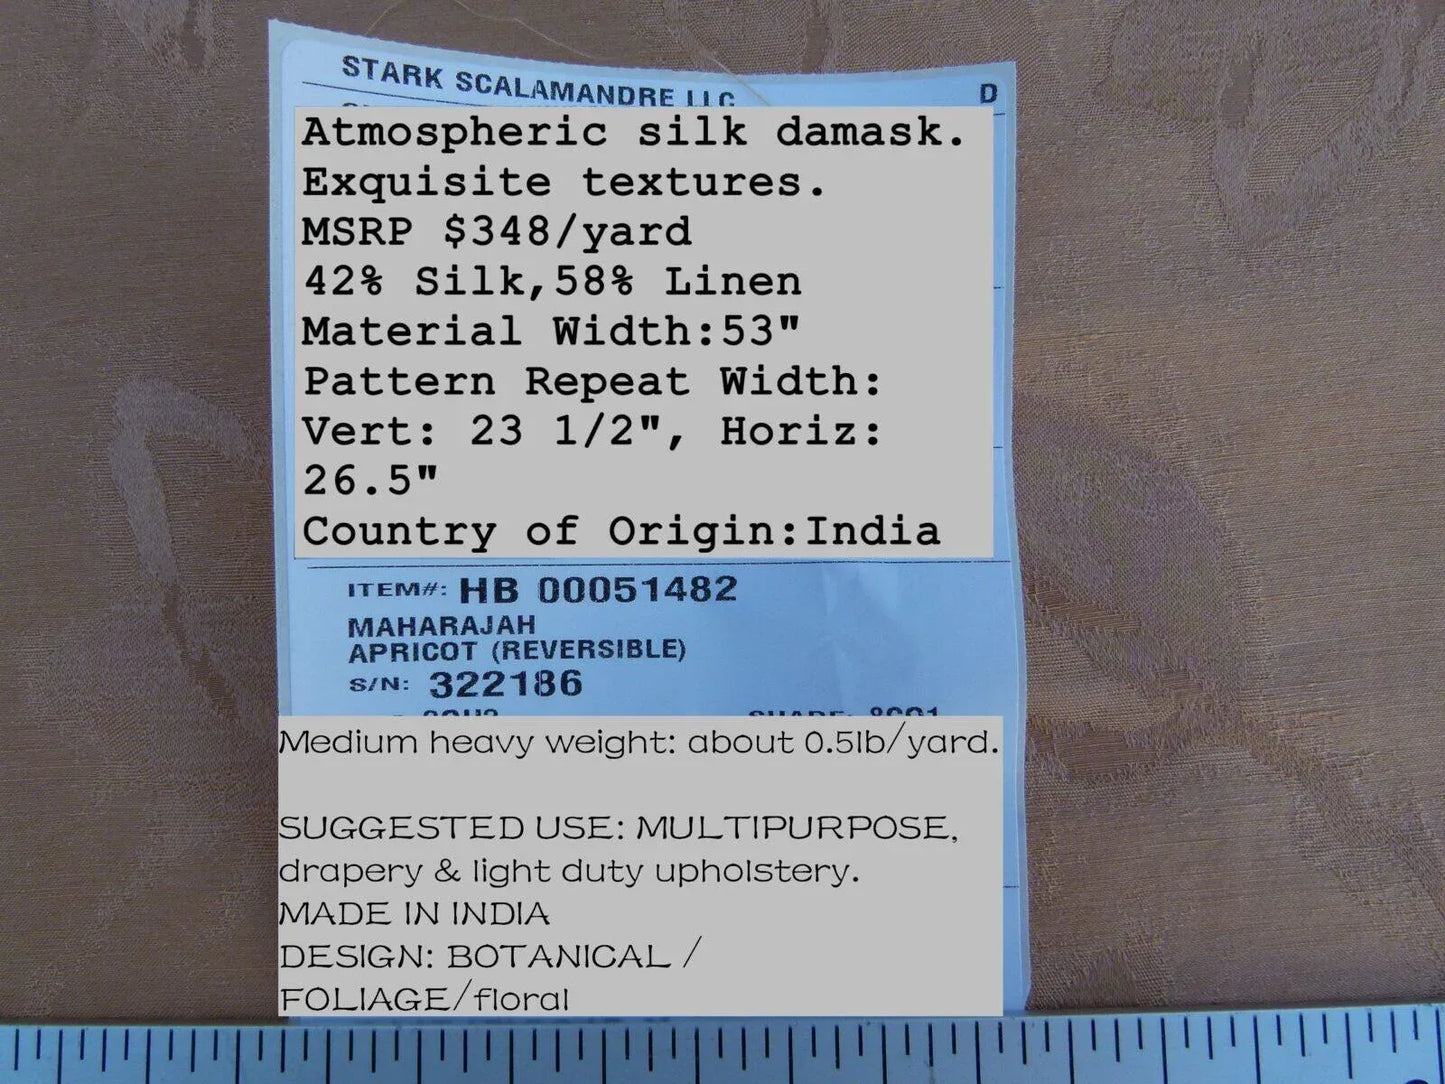 STARK SCALAMANDRE LLC
D
Atmospheric silk damask.
Exquisite textures.
MSRP $348/yard
42% Silk,58% Linen
Material Width:53"
Pattern Repeat Width:
Vert: 23 1/2", Horiz:
26.5"
Country of Origin:India
ITEM#: HB 00051482
MAHARAJAH
APRICOT (REVERSIBLE)
S/N: 322186
Medium heavy weight: about 0.5lb/yard.
SUGGESTED USE: MULTIPURPOSE,
drapery & light duty upholstery.
MADE IN INDIA
DESIGN: BOTANICAL /
FOLIAGE/floral